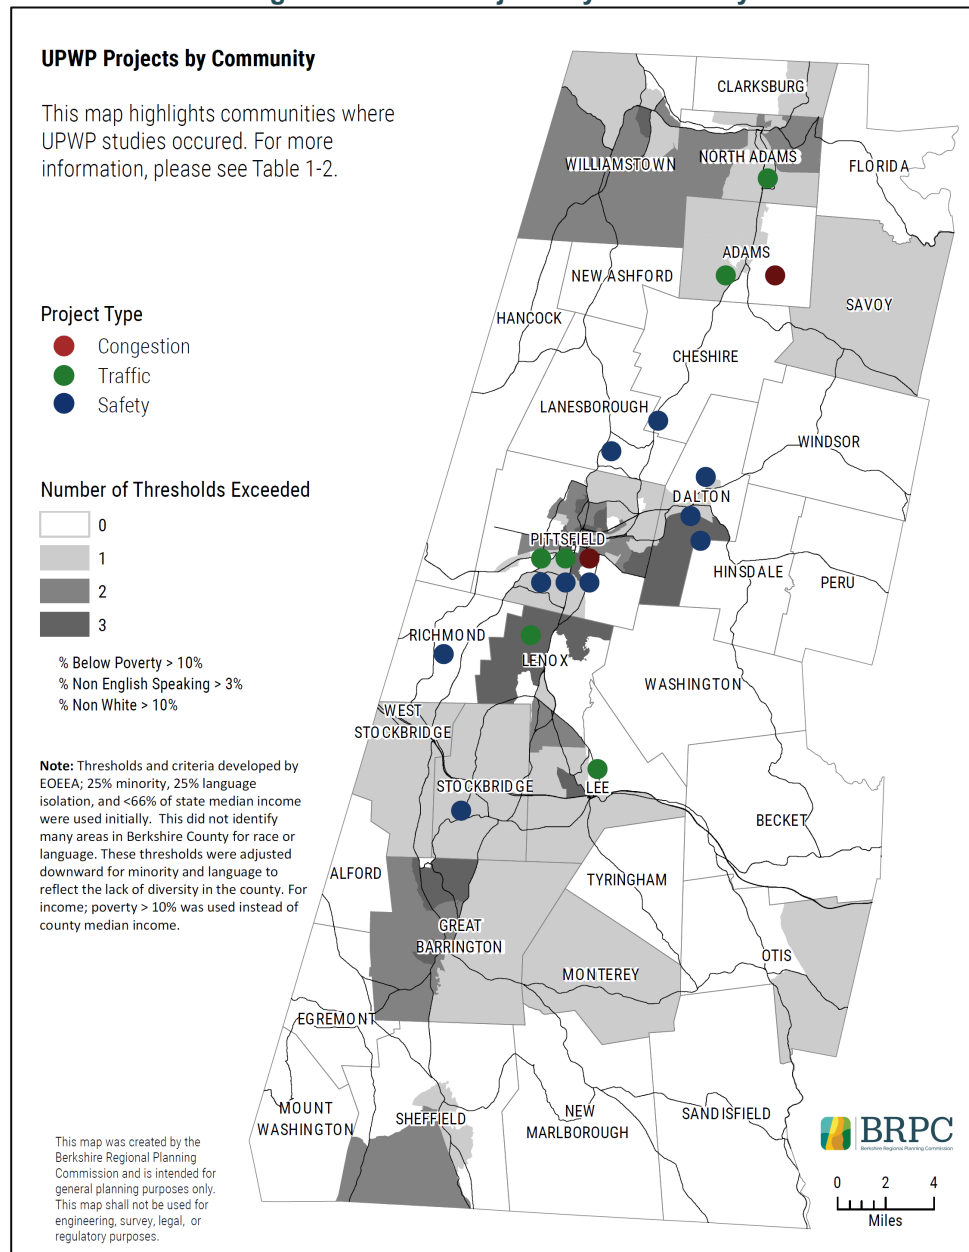 UPWP Projects by Community
This map highlights communities where
UPWP studies occured. For more
information, please see Table 1-2.
Project Type
Congestion
Traffic
Safety
Number of Thresholds Exceeded
0
1
2
3
% Below Poverty > 10%
% Non English Speaking > 3%
% Non White > 10%
Note: Thresholds and criteria developed by
EOEEA; 25% minority, 25% language
isolation, and <66% of state median income
were used initially. This did not identify
many areas in Berkshire County for race or
language. These thresholds were adjusted
downward for minority and language to
reflect the lack of diversity in the county. For
income; poverty > 10% was used instead of
county median income.
This map was created by the
Berkshire Regional Planning
Commission and is intended for
general planning purposes only.
This map shall not be used for
engineering, survey, legal, or
regulatory purposes.
CLARKSBURG
WILLIAMSTOWN
NORTH ADAMS
FLORIDA
ADAMS
NEW ASHFORD
SAVOY
HANCOCK
CHESHIRE
LANESBOROUGH
WINDSOR
DALTON
PITTSFIELD
HINSDALE
PERU
RICHMOND
LENOX
WASHINGTON
WEST
STOCKBRIDGE
STOCKBRIDGE
LEE
BECKET
ALFORD
TYRINGHAM
GREAT
BARRINGTON
OTIS
MONTEREY
EGREMONT
MOUNT
WASHINGTON
SHEFFIELD
NEW
MARLBOROUGH
SANDISFIELD
BRPC
Berkshire Regional Planning Commission
0 2 4
Miles